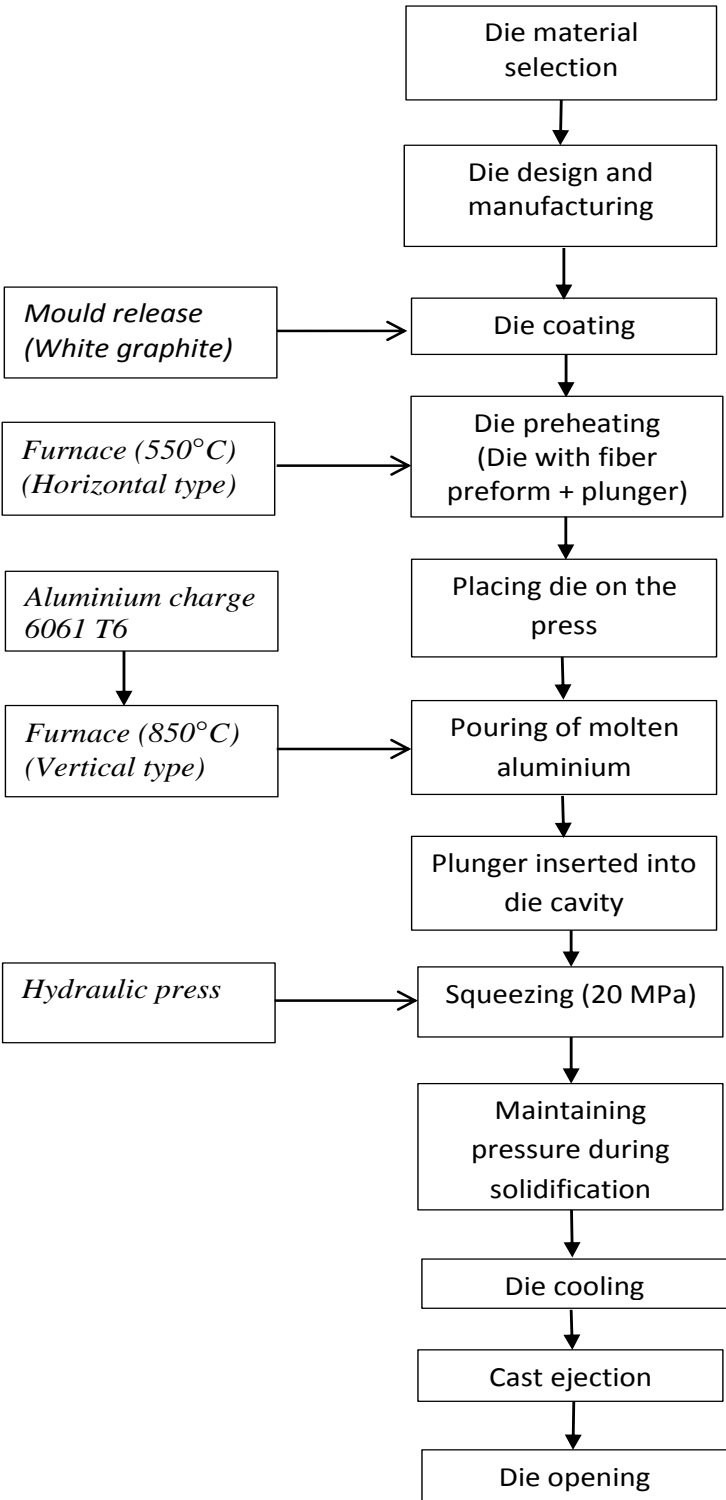 Die material
selection
Die design and
manufacturing
Mould release
(White graphite)
Die coating
Furnace (550°C)
(Horizontal type)
Die preheating
(Die with fiber
preform + plunger)
Aluminium charge
6061 T6
Placing die on the
press
Furnace (850°C)
(Vertical type)
Pouring of molten
aluminium
Plunger inserted into
die cavity
Hydraulic press
Squeezing (20 MPa)
Maintaining
pressure during
solidification
Die cooling
Cast ejection
Die opening